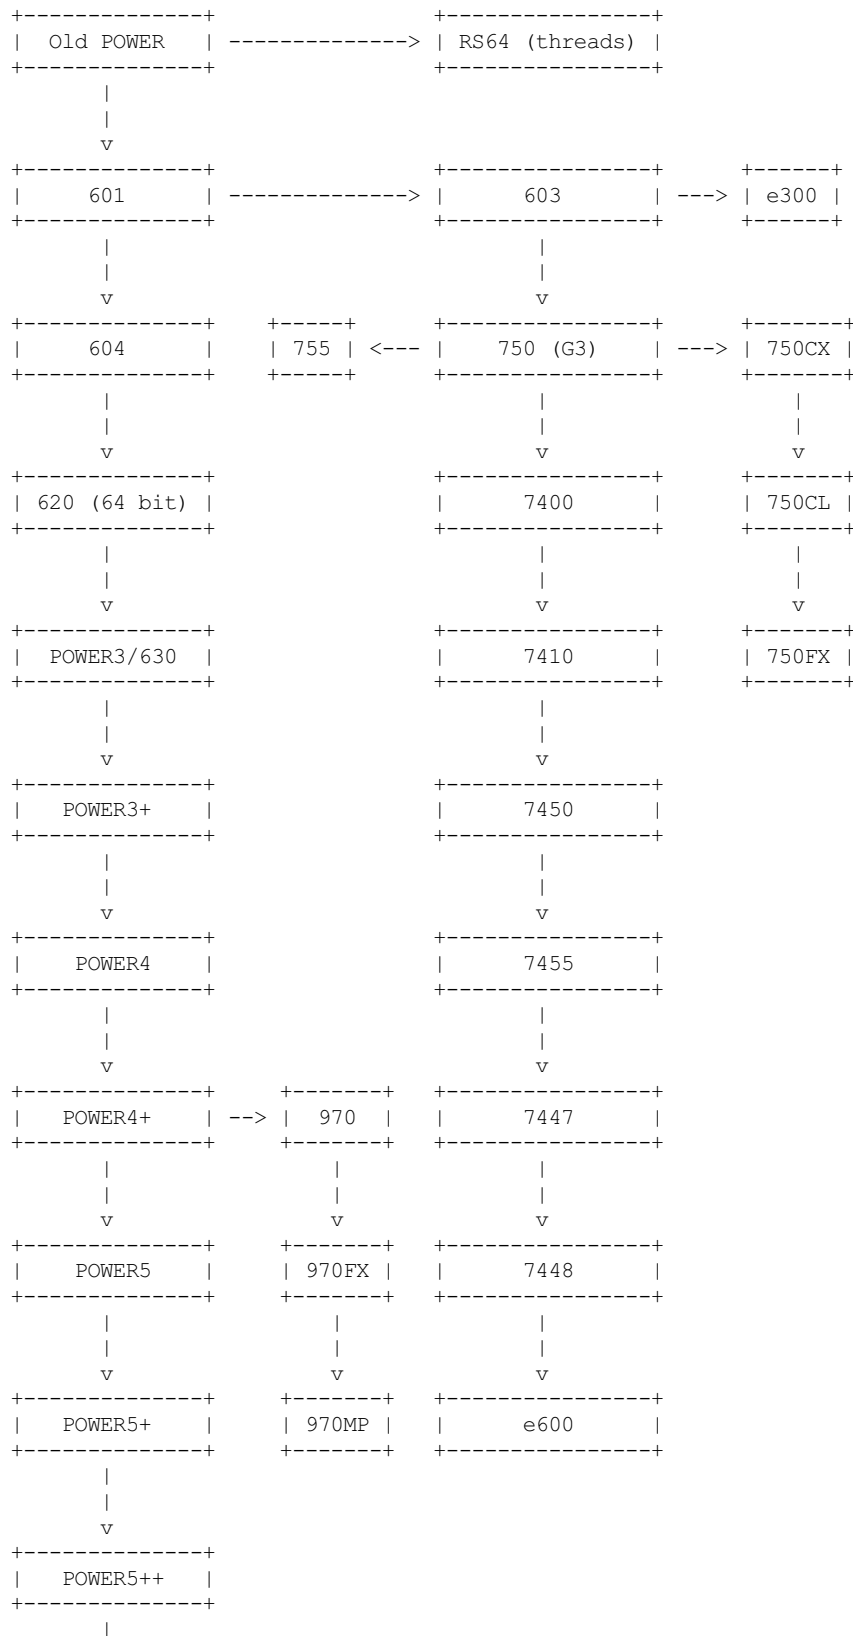 Old POWER RS64 (threads)
601 603 e300
604 755 750 (G3) 750CX
620 (64 bit) 7400 750CL
POWER3/630 7410 750FX
POWER3+ 7450
POWER4 7455
POWER4+ 970 7447
POWER5 970FX 7448
POWER5+ 970MP e600
POWER5++